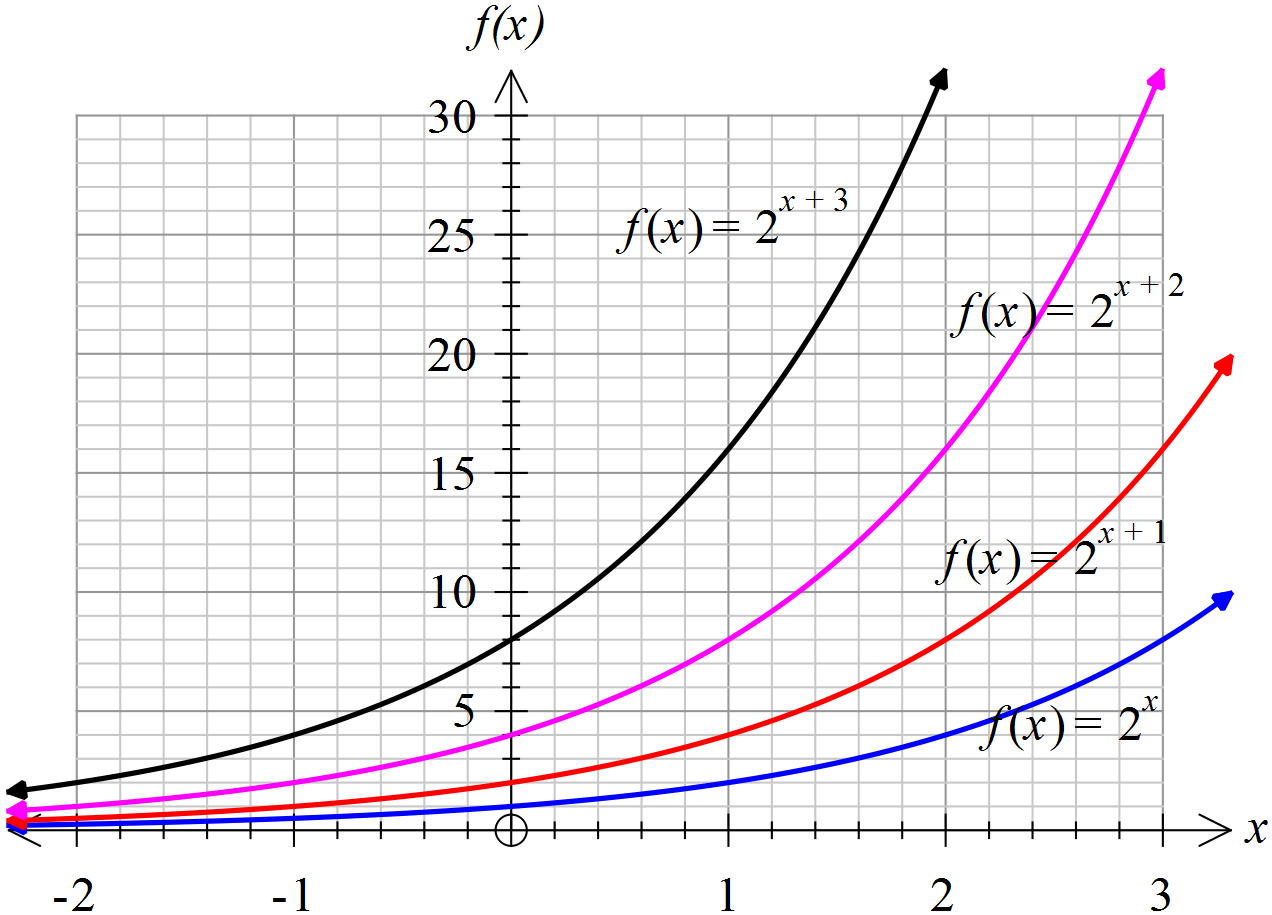 f(x)
30
f(x) = 2^{x + 3}
25
f(x) = 2^{x + 2}
20
15
f(x) = 2^{x + 1}
10
5
f(x) = 2^{x}
x
-2 -1 1 2 3